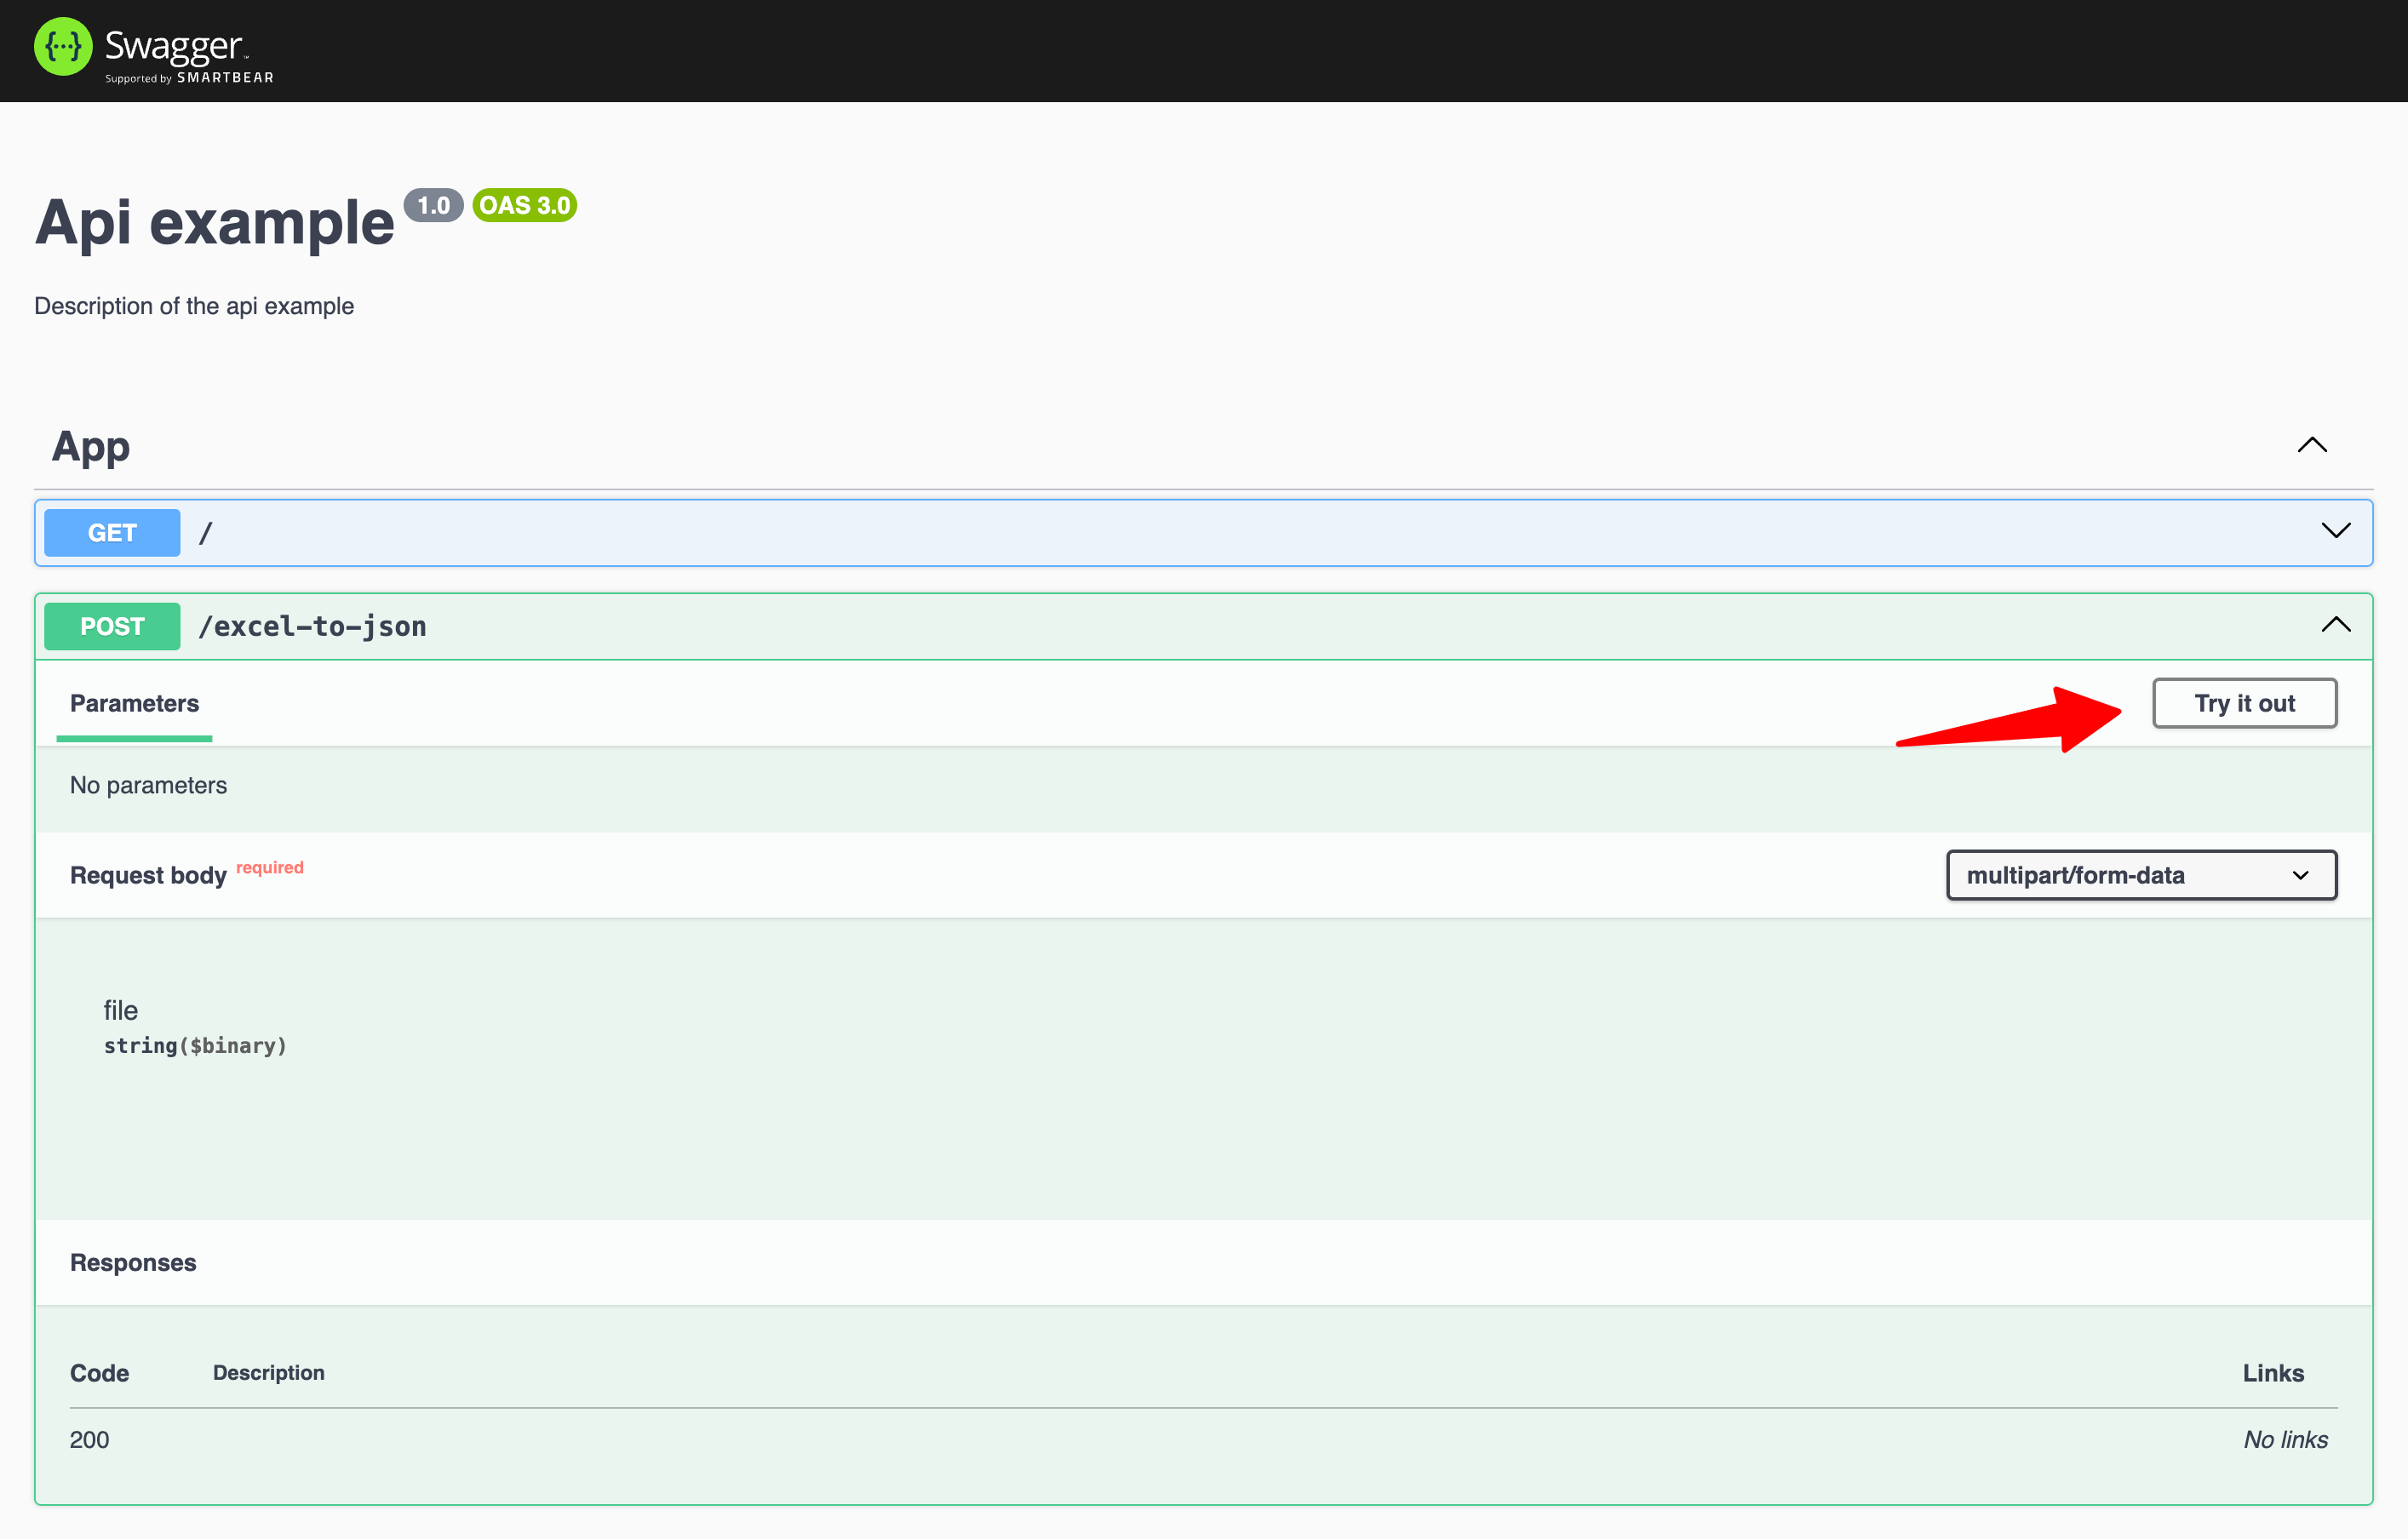 Swagger™
Supported by SMARTBEAR
Api example 1.0 OAS 3.0
Description of the api example
App
GET /
POST /excel-to-json
Parameters Try it out
No parameters
Request body required multipart/form-data
file
string($binary)
Responses
Code Description Links
200 No links